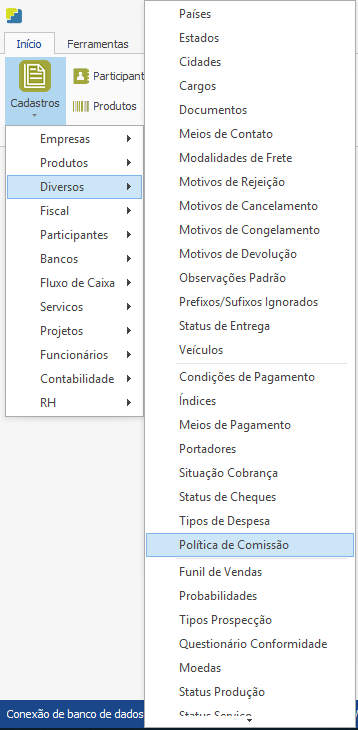 Início
Ferramentas
Cadastros
Participant
Produtos
Empresas
Produtos
Diversos
Fiscal
Participantes
Bancos
Fluxo de Caixa
Servicos
Projetos
Funcionários
Contabilidade
RH
Países
Estados
Cidades
Cargos
Documentos
Meios de Contato
Modalidades de Frete
Motivos de Rejeição
Motivos de Cancelamento
Motivos de Congelamento
Motivos de Devolução
Observações Padrão
Prefixos/Sufixos Ignorados
Status de Entrega
Veículos
Condições de Pagamento
Índices
Meios de Pagamento
Portadores
Situação Cobrança
Status de Cheques
Tipos de Despesa
Política de Comissão
Funil de Vendas
Probabilidades
Tipos Prospecção
Questionário Conformidade
Moedas
Status Produção
Status Serviço
Conexão de banco de dados